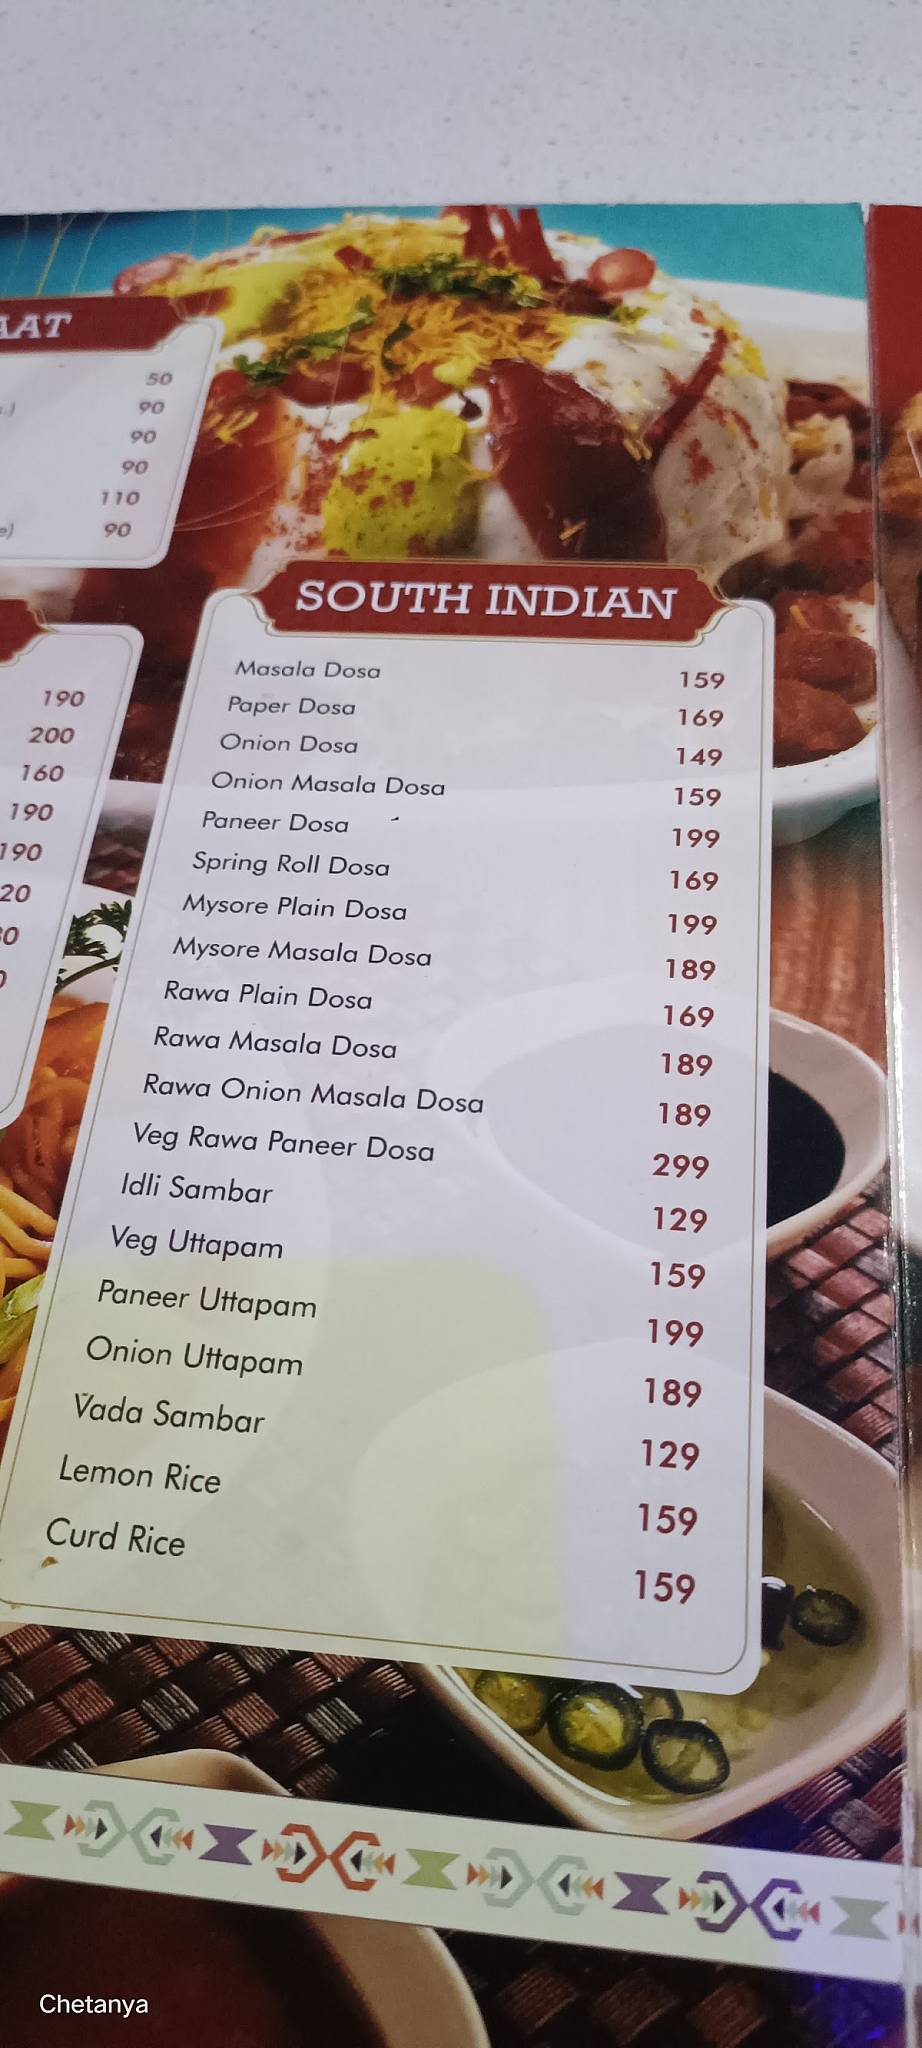 AAT
50
90
90
90
110
90
190
200
160
190
190
20
SOUTH INDIAN
Masala Dosa 159
Paper Dosa 169
Onion Dosa 149
Onion Masala Dosa 159
Paneer Dosa 199
Spring Roll Dosa 169
Mysore Plain Dosa 199
Mysore Masala Dosa 189
Rawa Plain Dosa 169
Rawa Masala Dosa 189
Rawa Onion Masala Dosa 189
Veg Rawa Paneer Dosa 299
Idli Sambar 129
Veg Uttapam 159
Paneer Uttapam 199
Onion Uttapam 189
Vada Sambar 129
Lemon Rice 159
Curd Rice 159
Chetanya